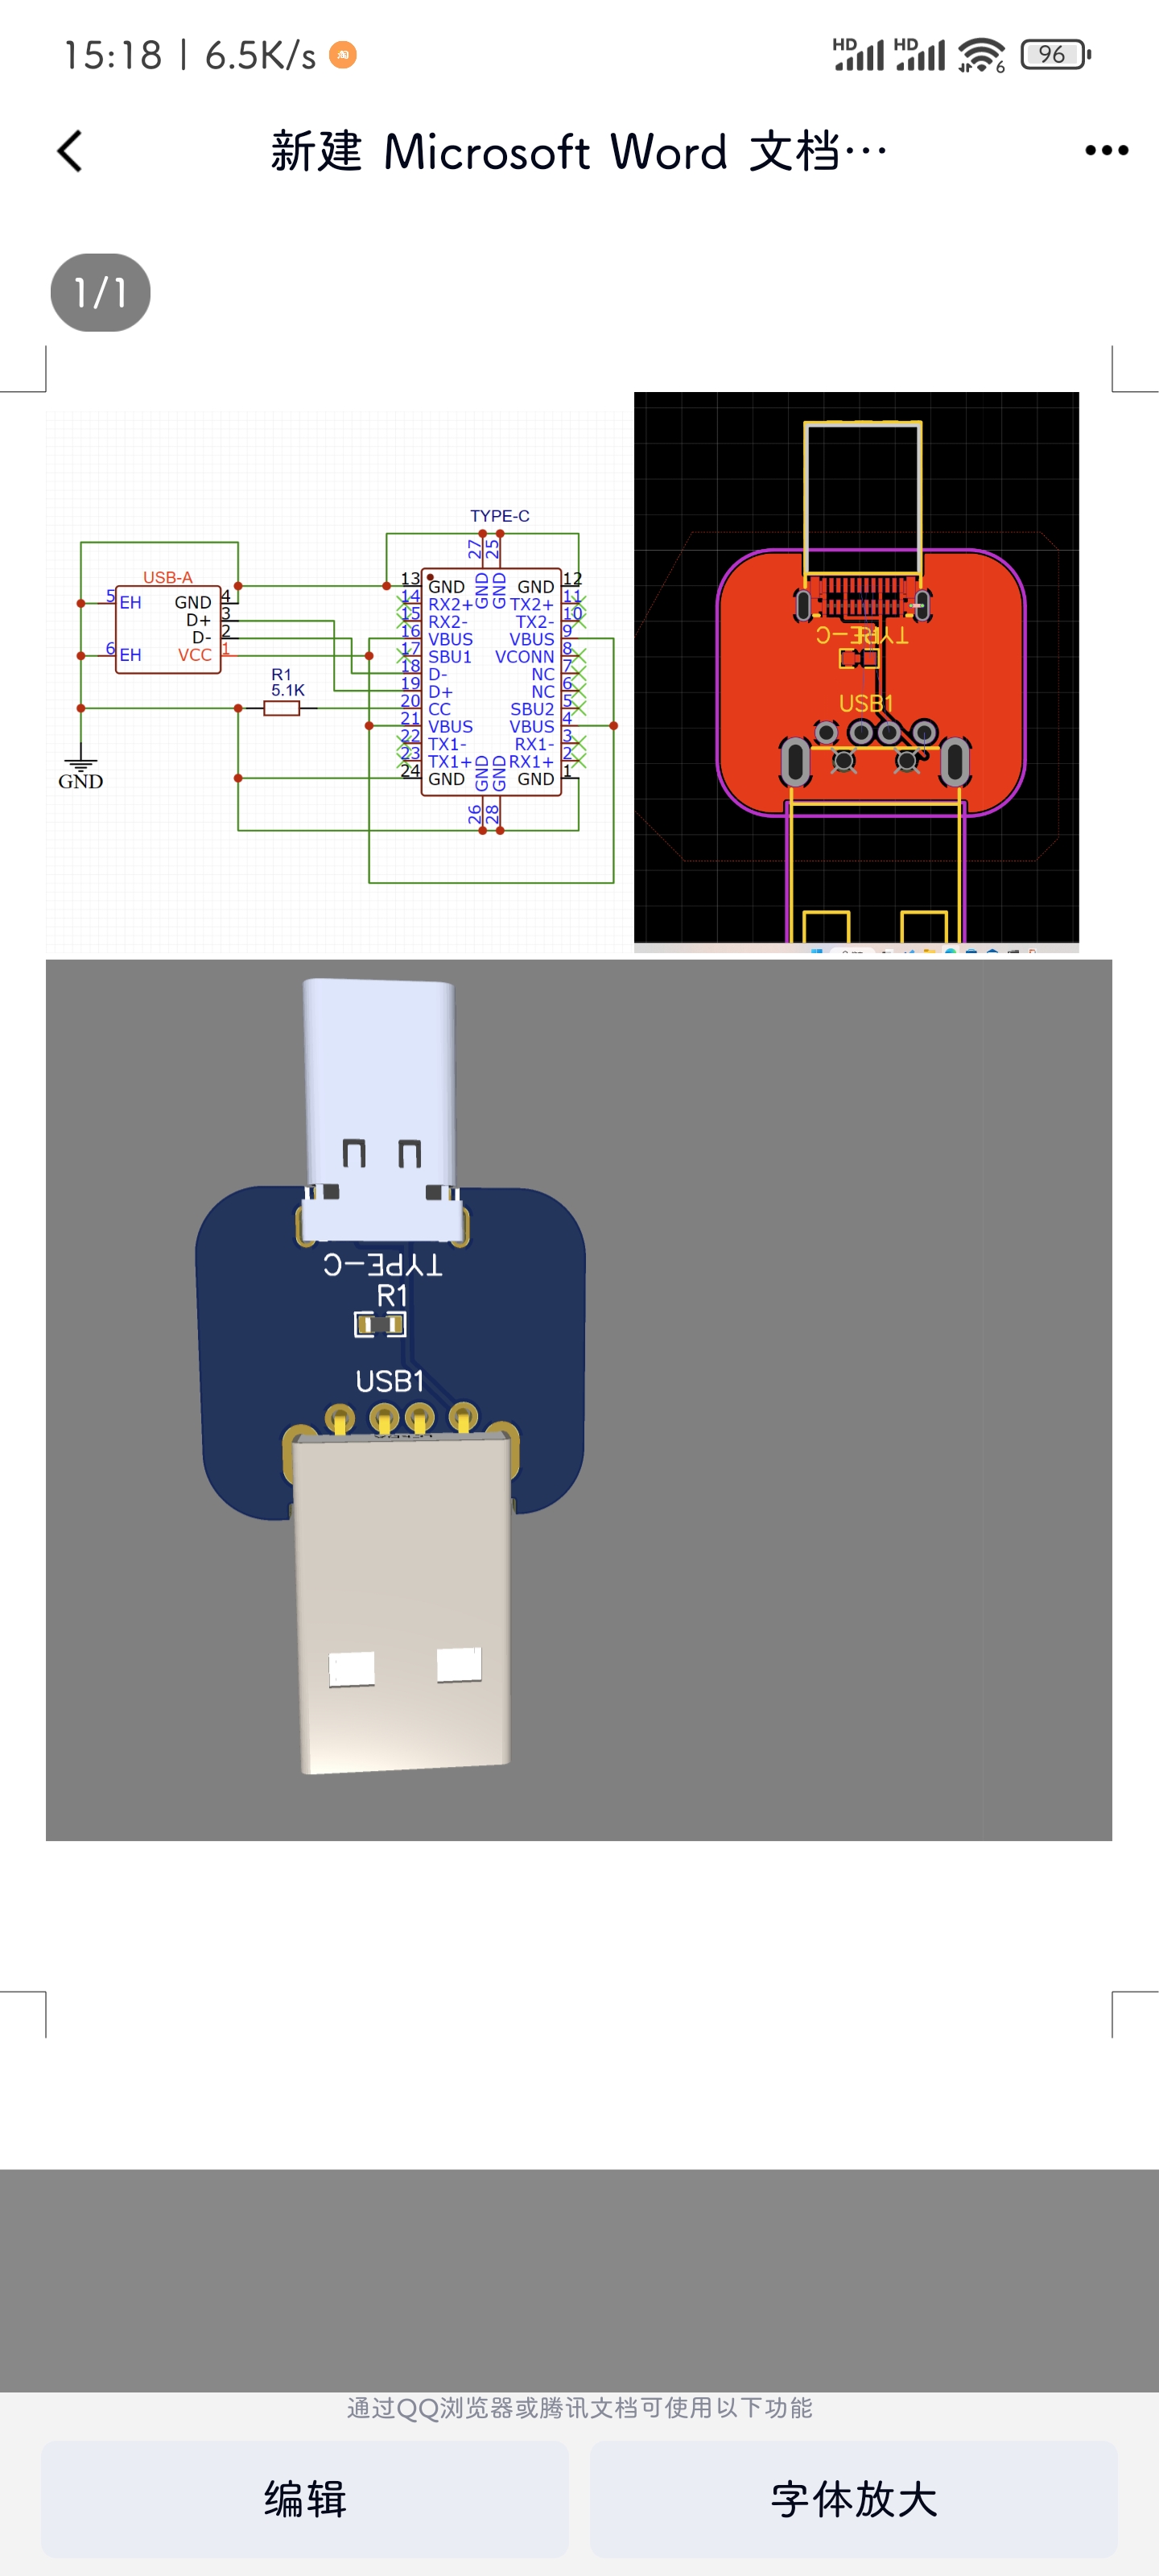 15:18 | 6.5K/s 淘 HD HD 6 96
新建 Microsoft Word 文档…
1/1
TYPE-C
27 25
USB-A
5 EH GND 4
D+ 3
D- 2
6 EH VCC 1
R1
5.1K
GND
13 GND GND GND GND 12
14 RX2+ TX2+ 11
15 RX2- TX2- 10
16 VBUS VBUS 9
17 SBU1 VCONN 8
18 D- NC 7
19 D+ NC 6
20 CC SBU2 5
21 VBUS VBUS 4
22 TX1- RX1- 3
23 TX1+ RX1+ 2
24 GND GND GND GND 1
26 28
TYPE-C
R1
USB1
TYPE-C
R1
USB1
通过QQ浏览器或腾讯文档可使用以下功能
编辑
字体放大